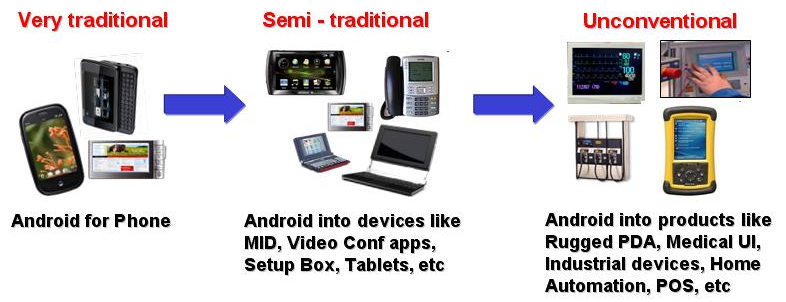 Very traditional
Semi - traditional
Unconventional
Android for Phone
Android into devices like
MID, Video Conf apps,
Setup Box, Tablets, etc
Android into products like
Rugged PDA, Medical UI,
Industrial devices, Home
Automation, POS, etc